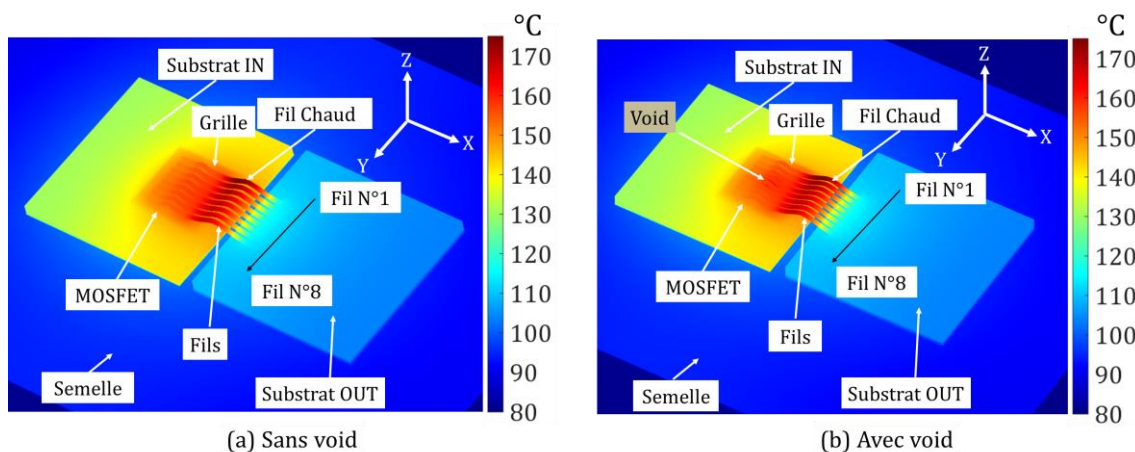 °C
170
160
150
140
130
120
110
100
90
80
Substrat IN
Grille
Fil Chaud
Z
X
Y
Fil N°1
MOSFET
Fil N°8
Fils
Semelle
Substrat OUT
(a) Sans void
°C
170
160
150
140
130
120
110
100
90
80
Substrat IN
Void
Grille
Fil Chaud
Z
X
Y
Fil N°1
MOSFET
Fil N°8
Fils
Semelle
Substrat OUT
(b) Avec void